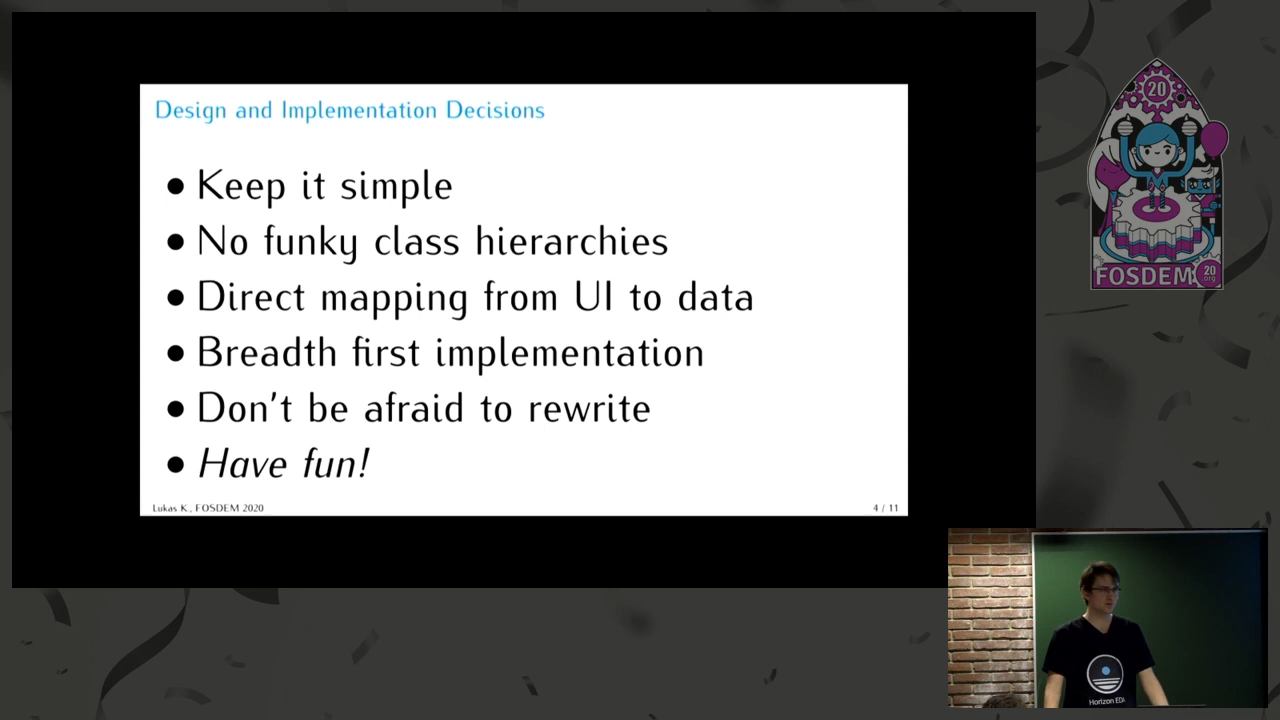 Design and Implementation Decisions
● Keep it simple
● No funky class hierarchies
● Direct mapping from UI to data
● Breadth first implementation
● Don't be afraid to rewrite
● Have fun!
Lukas K., FOSDEM 2020
4 / 11
20
FOSDEM
20
org
Horizon EDA